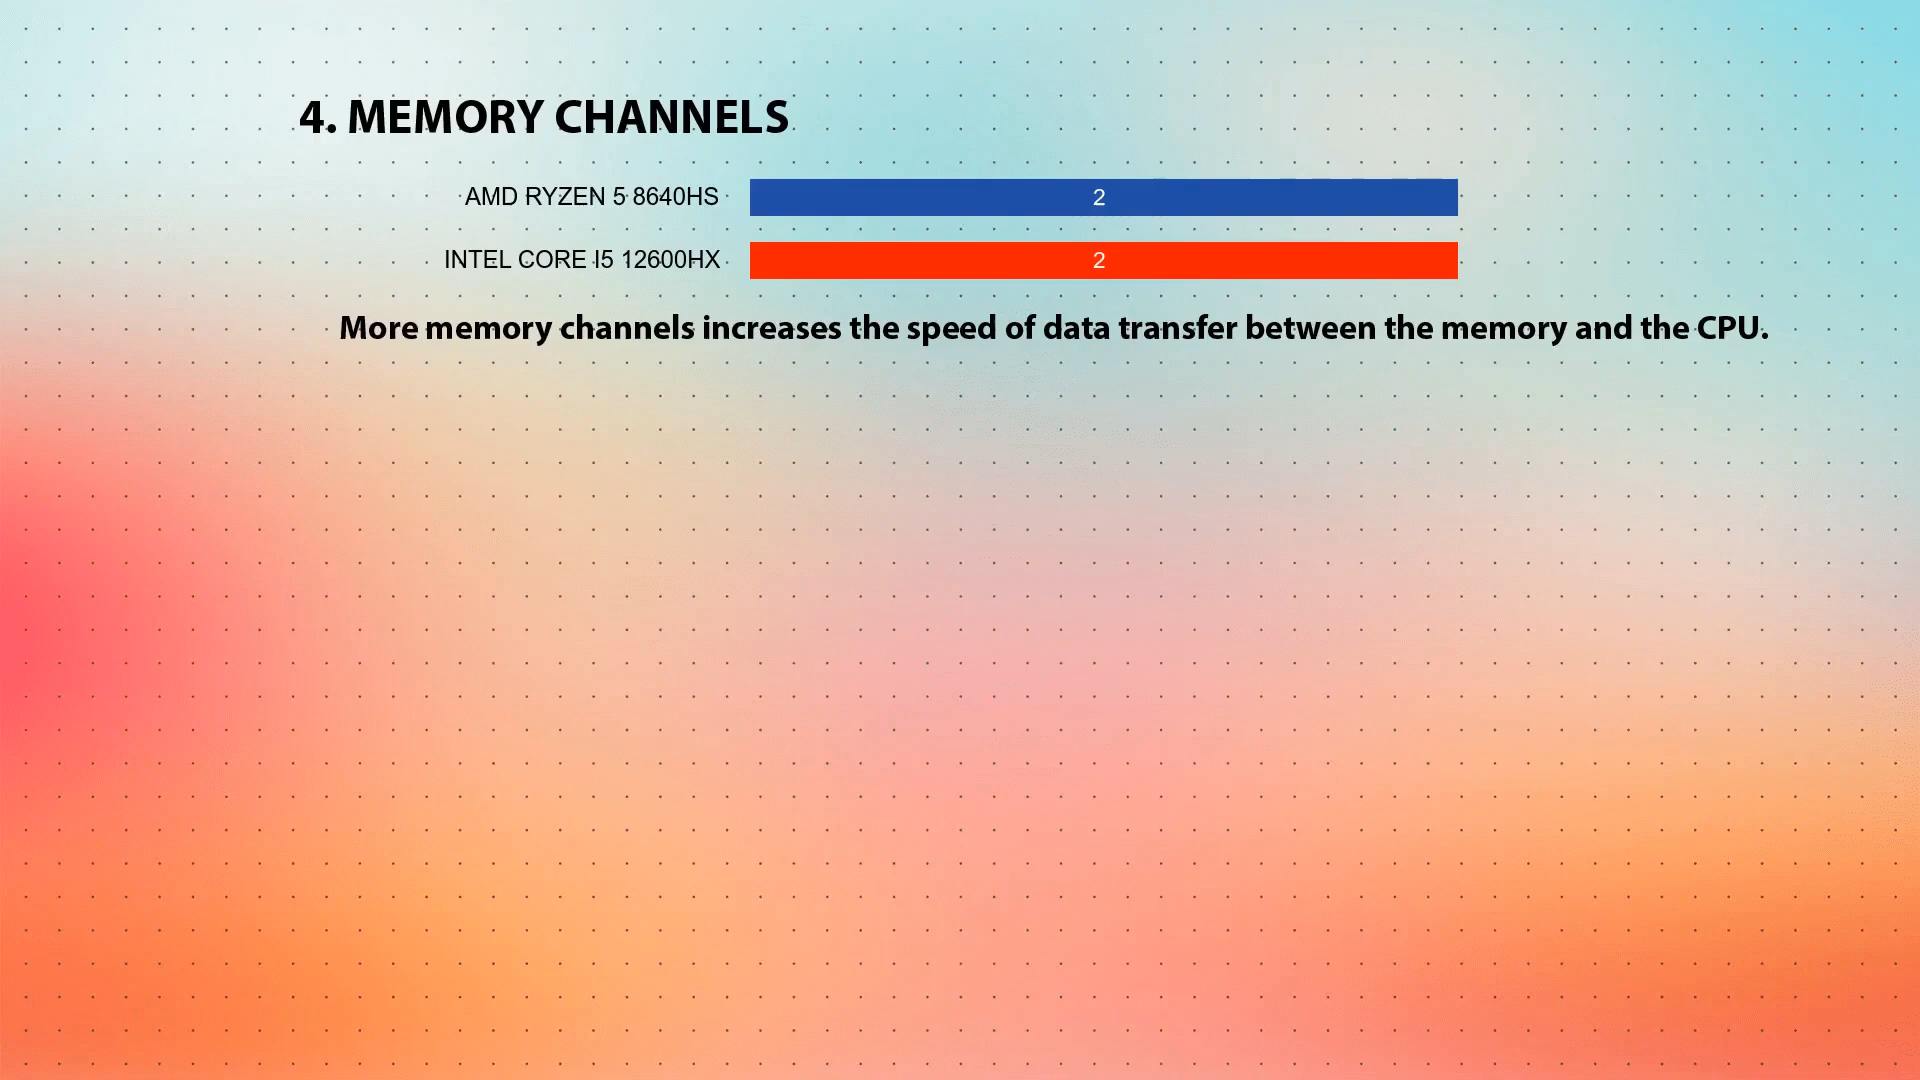 4. MEMORY CHANNELS
AMD RYZEN 5 8640HS 2
INTEL CORE I5 12600HX 2
More memory channels increases the speed of data transfer between the memory and the CPU.